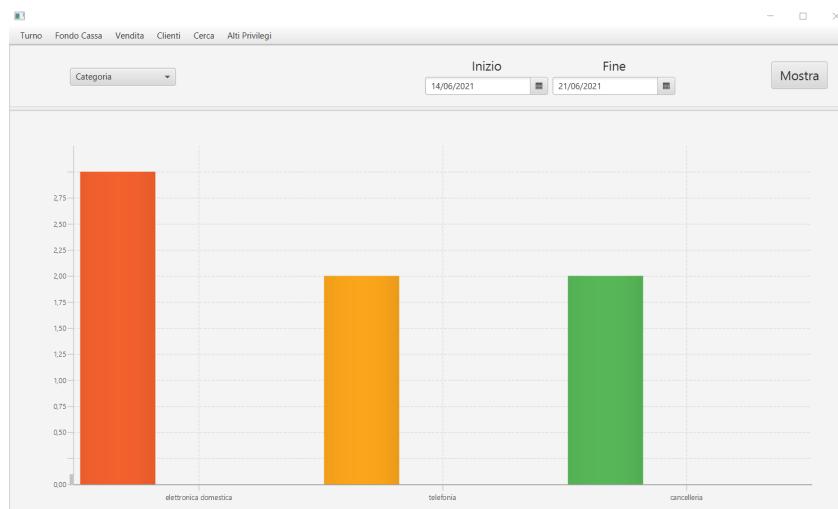 Turno Fondo Cassa Vendita Clienti Cerca Alti Privilegi
Inizio Fine
Categoria 14/06/2021 21/06/2021 Mostra
2,75
2,50
2,25
2,00
1,75
1,50
1,25
1,00
0,75
0,50
0,00
elettronica domestica telefonia cancelleria